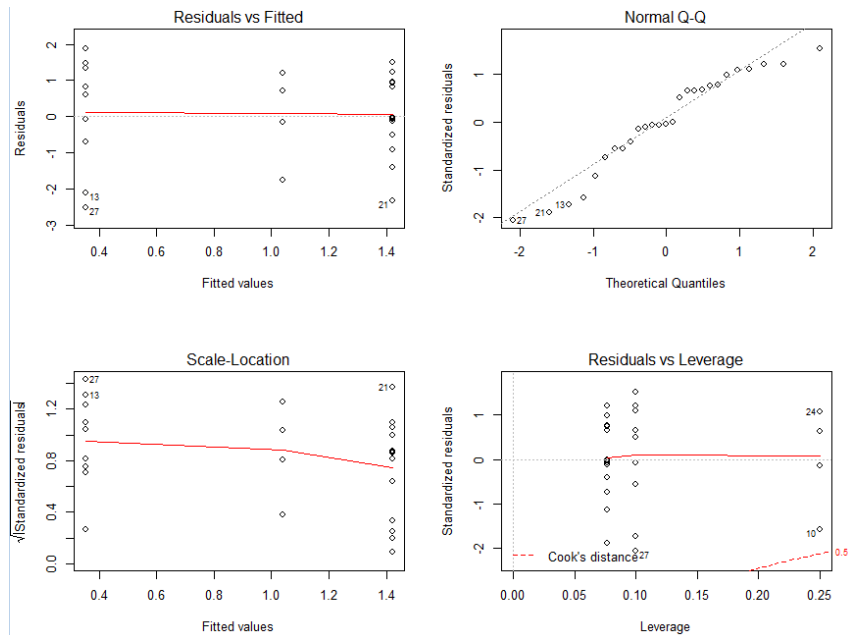 Residuals vs Fitted
Residuals
2
1
0
-1
-2
-3
13
27
21
0.4 0.6 0.8 1.0 1.2 1.4
Fitted values
Normal Q-Q
Standardized residuals
1
0
-1
-2
27
21
13
-2 -1 0 1 2
Theoretical Quantiles
Scale-Location
√|Standardized residuals|
1.2
0.8
0.4
0.0
27
13
21
0.4 0.6 0.8 1.0 1.2 1.4
Fitted values
Residuals vs Leverage
Standardized residuals
1
0
-1
-2
24
10
27
Cook's distance
0.5
0.00 0.05 0.10 0.15 0.20 0.25
Leverage